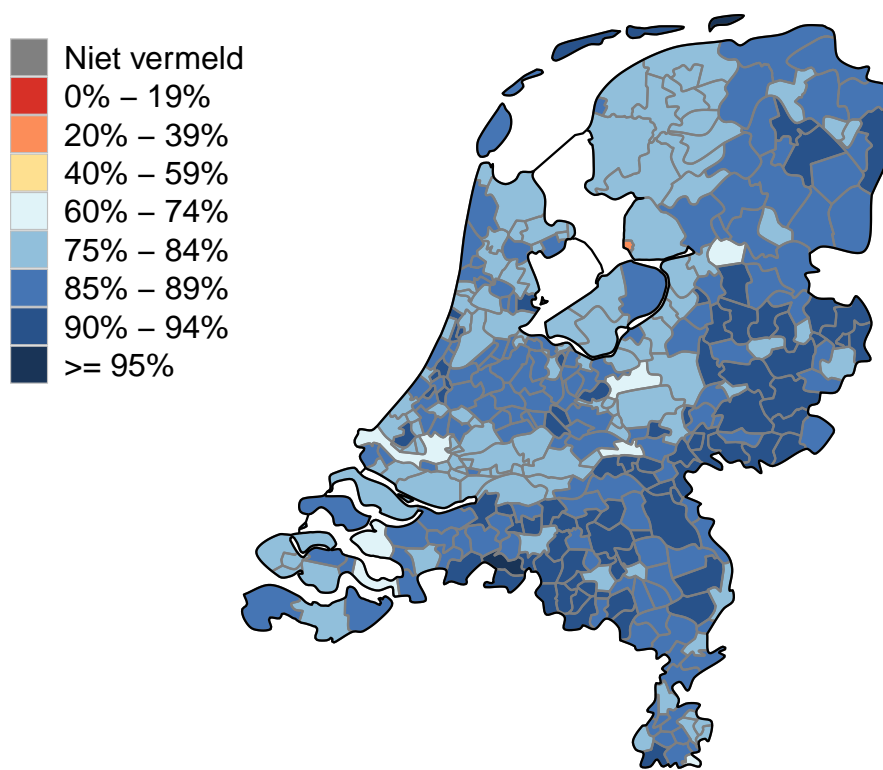 Niet vermeld
0% – 19%
20% – 39%
40% – 59%
60% – 74%
75% – 84%
85% – 89%
90% – 94%
>= 95%